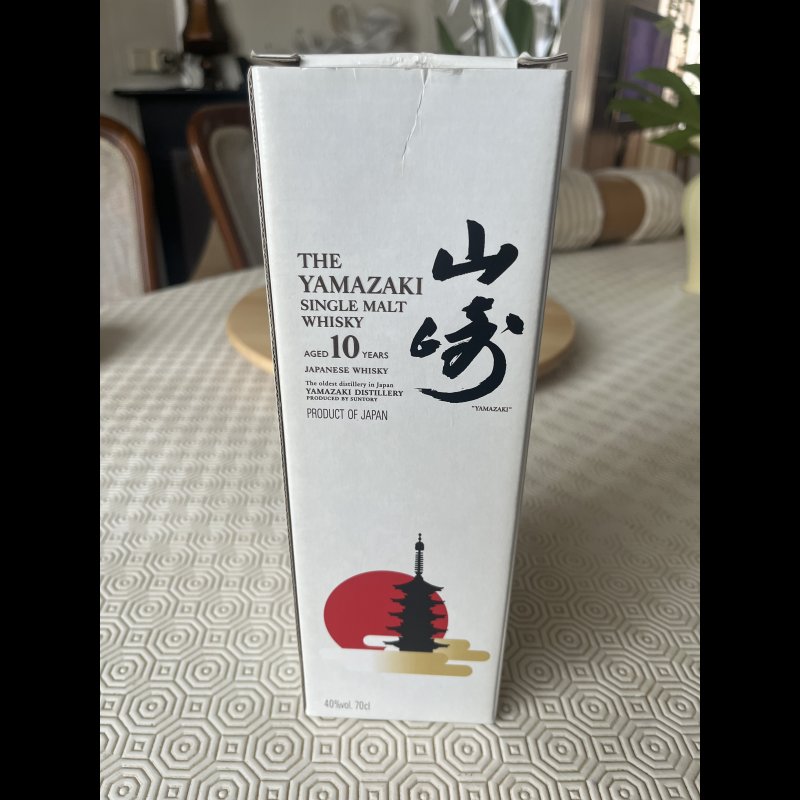 THE
YAMAZAKI
SINGLE MALT
WHISKY
AGED 10 YEARS
JAPANESE WHISKY
The oldest distillery in Japan
YAMAZAKI DISTILLERY
PRODUCED BY SUNTORY
PRODUCT OF JAPAN
山崎
"YAMAZAKI"
40%vol. 70cl